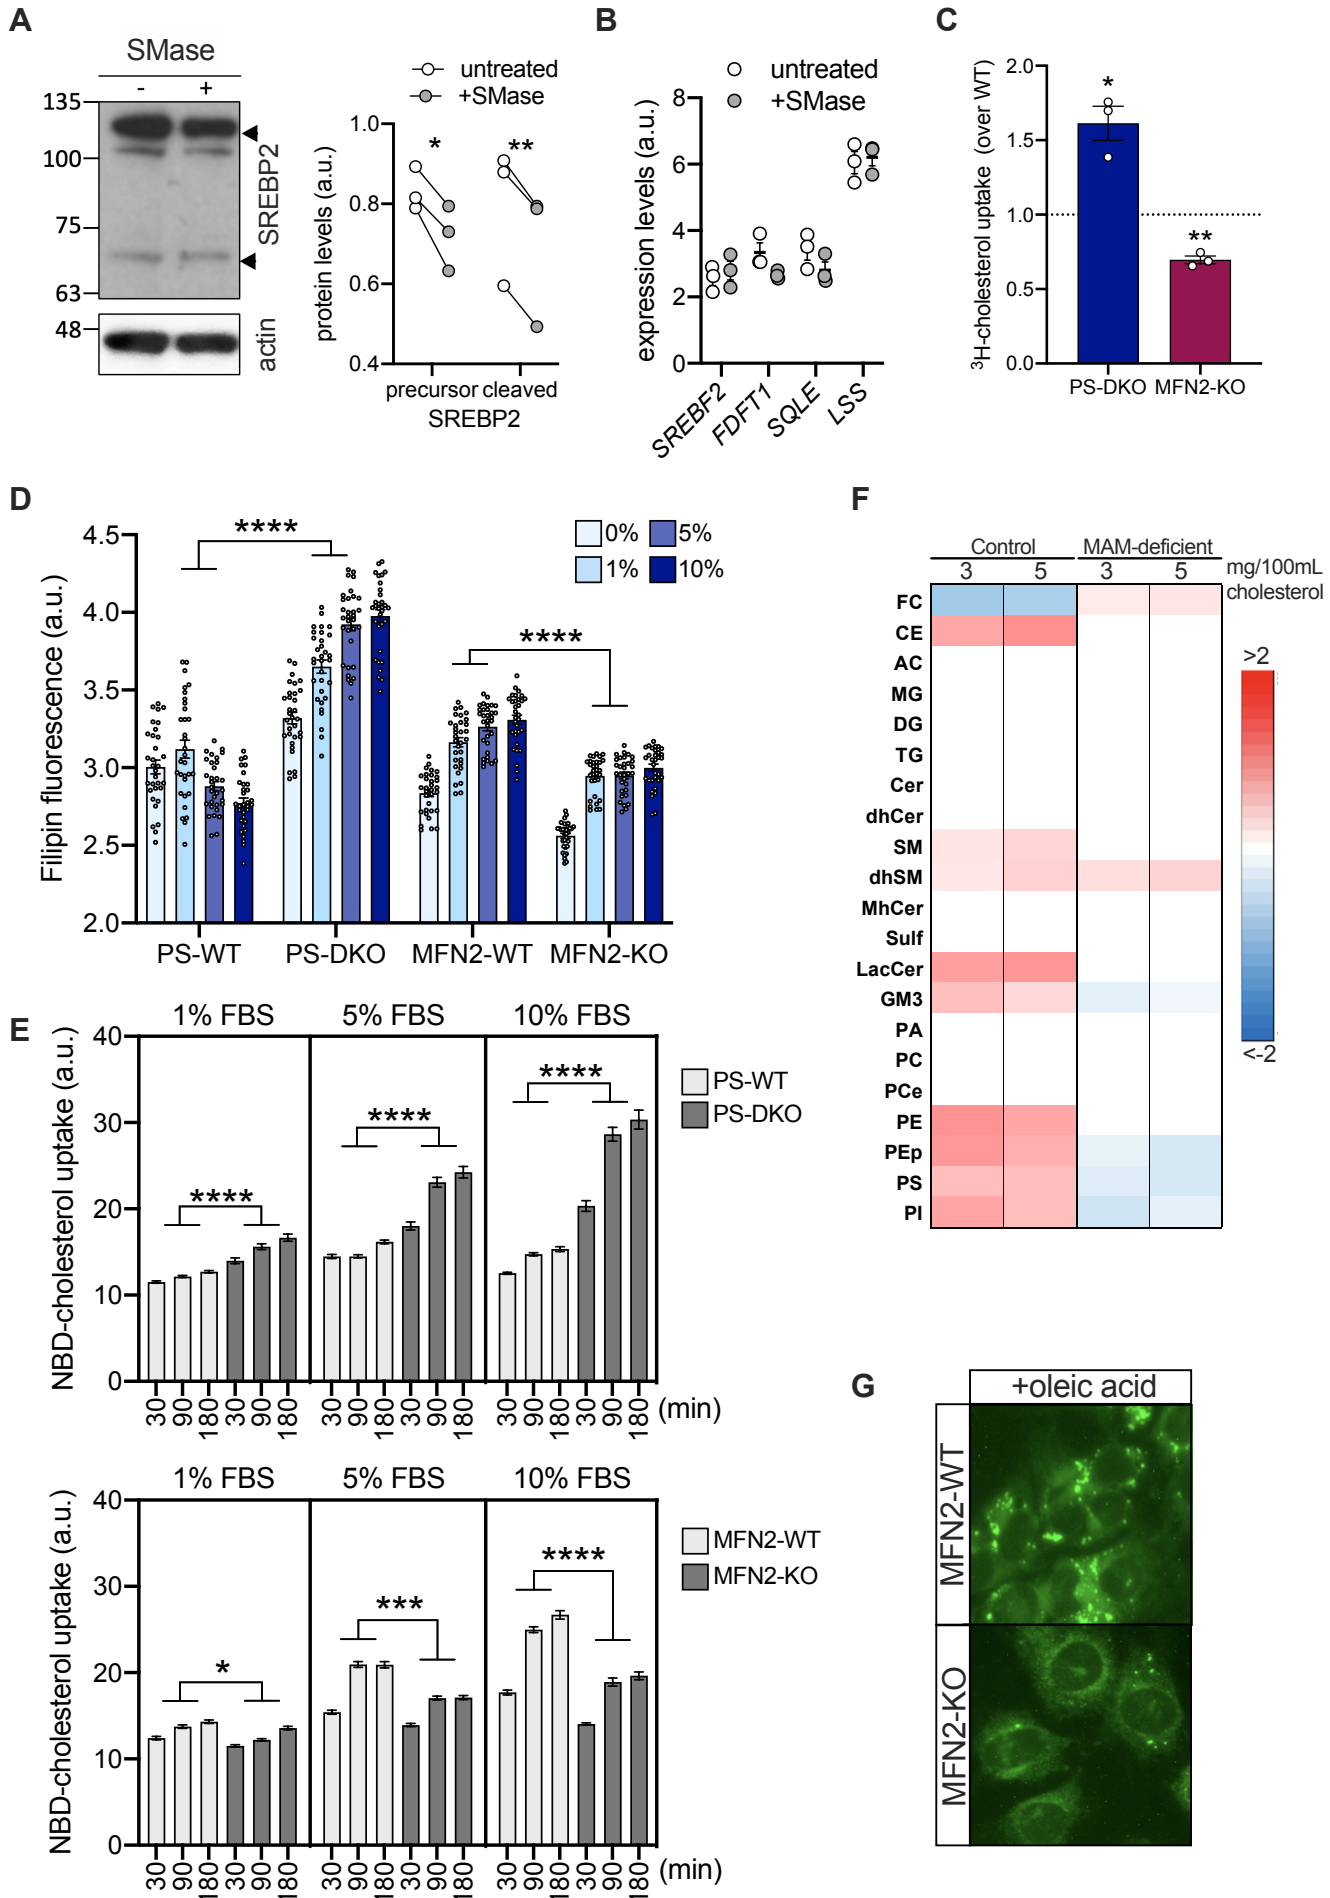 A
SMase
- +
135
100
75
63
48
SREBP2
actin
untreated
+SMase
protein levels (a.u.)
1.0
0.8
0.6
0.4
*
**
precursor cleaved
SREBP2
B
untreated
+SMase
expression levels (a.u.)
8
6
4
2
0
SREBF2
FDFT1
SQLE
LSS
C
³H-cholesterol uptake (over WT)
2.0
1.5
1.0
0.5
0.0
*
**
PS-DKO MFN2-KO
D
Filipin fluorescence (a.u.)
4.5
4.0
3.5
3.0
2.5
2.0
****
****
0% 5%
1% 10%
PS-WT PS-DKO MFN2-WT MFN2-KO
E
1% FBS 5% FBS 10% FBS
NBD-cholesterol uptake (a.u.)
40
30
20
10
0
****
****
****
PS-WT
PS-DKO
30 90 180 30 90 180 30 90 180 30 90 180 30 90 180 30 90 180 (min)
1% FBS 5% FBS 10% FBS
NBD-cholesterol uptake (a.u.)
40
30
20
10
0
*
***
****
MFN2-WT
MFN2-KO
30 90 180 30 90 180 30 90 180 30 90 180 30 90 180 30 90 180 (min)
F
Control MAM-deficient
3 5 3 5 mg/100mL
cholesterol
FC
CE
AC
MG
DG
TG
Cer
dhCer
SM
dhSM
MhCer
Sulf
LacCer
GM3
PA
PC
PCe
PE
PEp
PS
PI
>2
<-2
G
+oleic acid
MFN2-WT
MFN2-KO